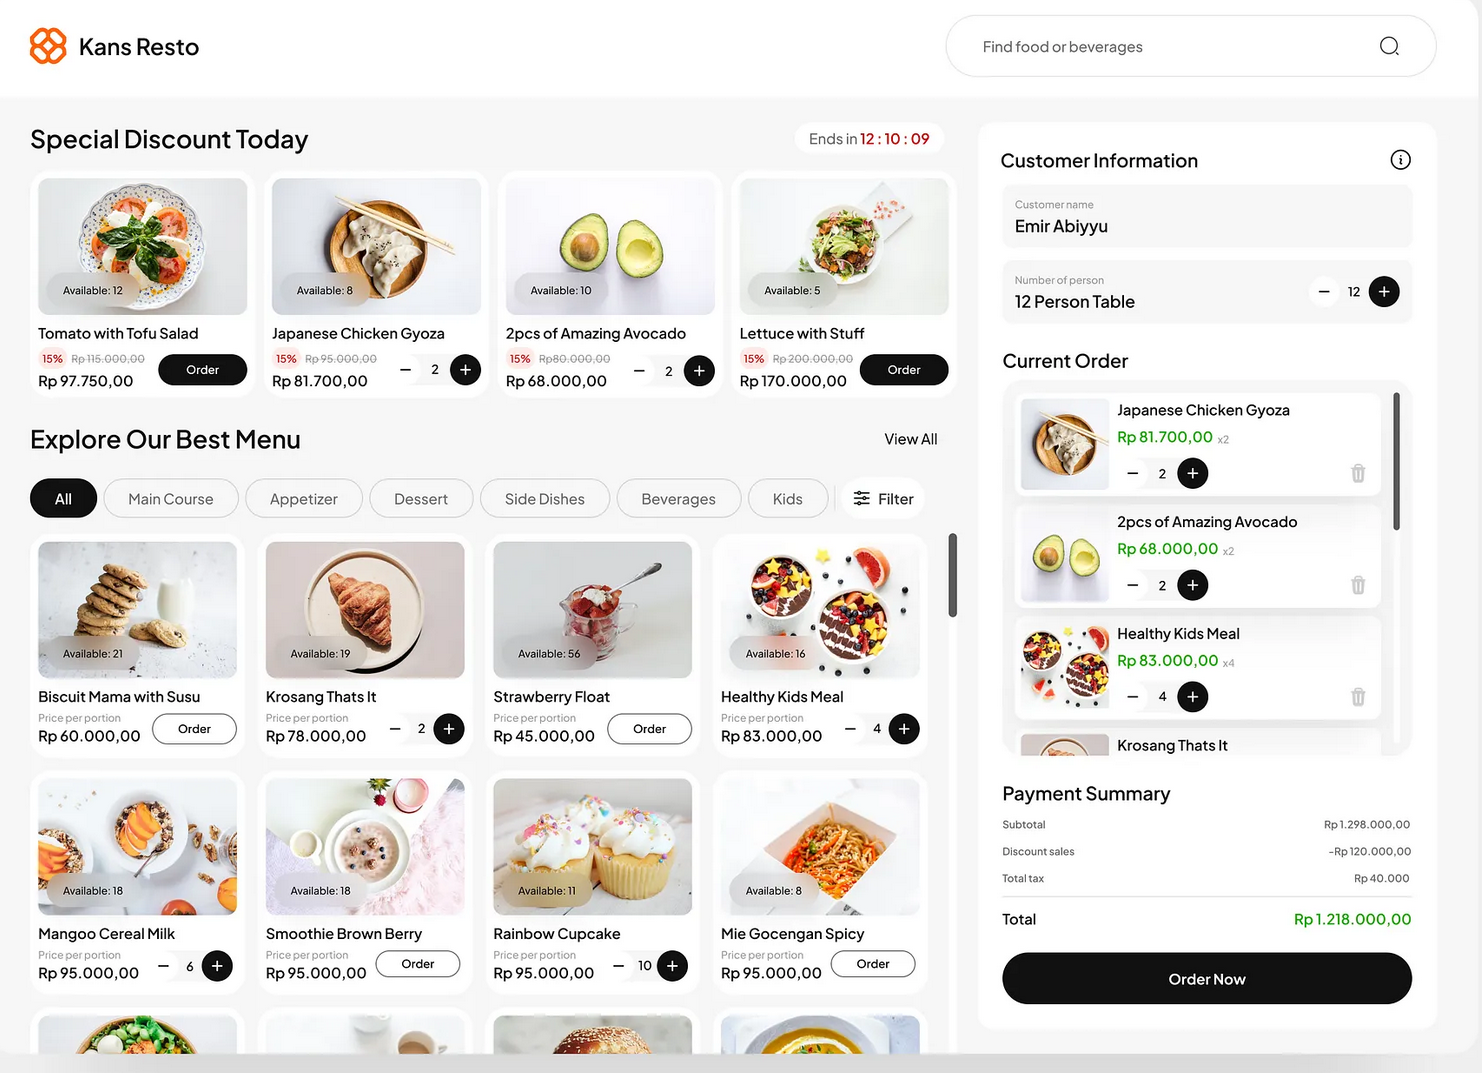 Kans Resto
Find food or beverages
Special Discount Today
Ends in 12 : 10 : 09
Available: 12
Tomato with Tofu Salad
15% Rp 115.000,00
Rp 97.750,00
Order
Available: 8
Japanese Chicken Gyoza
15% Rp 95.000,00
Rp 81.700,00
2
Available: 10
2pcs of Amazing Avocado
15% Rp80.000,00
Rp 68.000,00
2
Available: 5
Lettuce with Stuff
15% Rp 200.000,00
Rp 170.000,00
Order
Explore Our Best Menu
View All
All
Main Course
Appetizer
Dessert
Side Dishes
Beverages
Kids
Filter
Available: 21
Biscuit Mama with Susu
Price per portion
Rp 60.000,00
Order
Available: 19
Krosang Thats It
Price per portion
Rp 78.000,00
2
Available: 56
Strawberry Float
Price per portion
Rp 45.000,00
Order
Available: 16
Healthy Kids Meal
Price per portion
Rp 83.000,00
4
Available: 18
Mangoo Cereal Milk
Price per portion
Rp 95.000,00
6
Available: 18
Smoothie Brown Berry
Price per portion
Rp 95.000,00
Order
Available: 11
Rainbow Cupcake
Price per portion
Rp 95.000,00
10
Available: 8
Mie Gocengan Spicy
Price per portion
Rp 95.000,00
Order
Customer Information
Customer name
Emir Abiyyu
Number of person
12 Person Table
12
Current Order
Japanese Chicken Gyoza
Rp 81.700,00 x2
2
2pcs of Amazing Avocado
Rp 68.000,00 x2
2
Healthy Kids Meal
Rp 83.000,00 x4
4
Krosang Thats It
Payment Summary
Subtotal Rp 1.298.000,00
Discount sales -Rp 120.000,00
Total tax Rp 40.000
Total Rp 1.218.000,00
Order Now